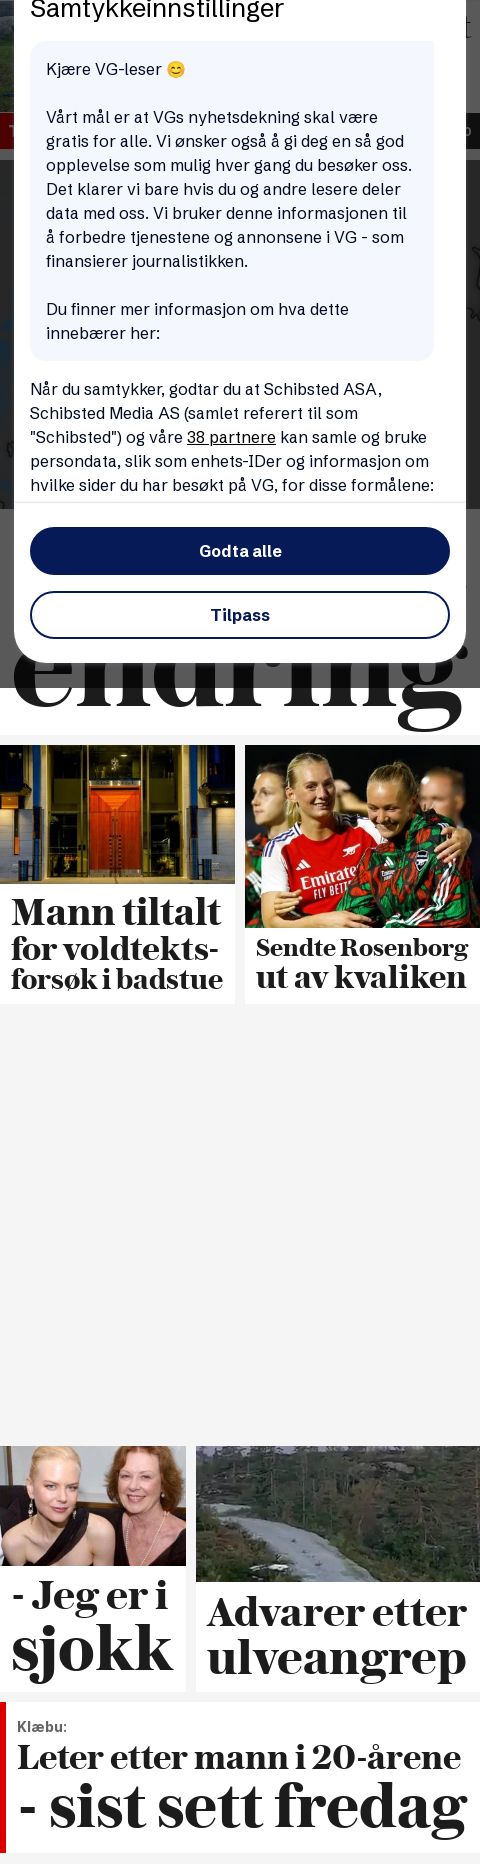 Samtykkeinnstillinger
Kjære VG-leser 😊
Vårt mål er at VGs nyhetsdekning skal være
gratis for alle. Vi ønsker også å gi deg en så god
opplevelse som mulig hver gang du besøker oss.
Det klarer vi bare hvis du og andre lesere deler
data med oss. Vi bruker denne informasjonen til
å forbedre tjenestene og annonsene i VG - som
finansierer journalistikken.
Du finner mer informasjon om hva dette
innebærer her:
Når du samtykker, godtar du at Schibsted ASA,
Schibsted Media AS (samlet referert til som
"Schibsted") og våre 38 partnere kan samle og bruke
persondata, slik som enhets-IDer og informasjon om
hvilke sider du har besøkt på VG, for disse formålene:
Godta alle
Tilpass
endring
Mann tiltalt
for voldtekts-
forsøk i badstue
Sendte Rosenborg
ut av kvaliken
- Jeg er i
sjokk
Advarer etter
ulveangrep
Klæbu:
Leter etter mann i 20-årene
- sist sett fredag